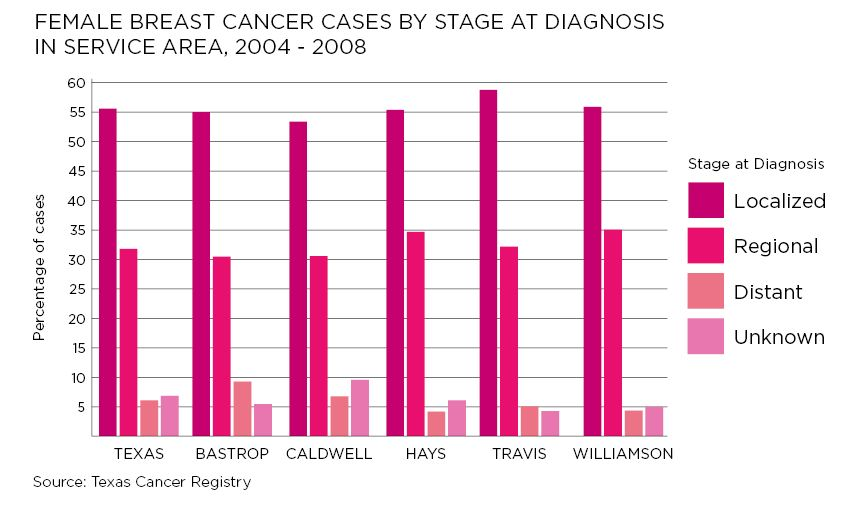 FEMALE BREAST CANCER CASES BY STAGE AT DIAGNOSIS
IN SERVICE AREA, 2004 - 2008
Percentage of cases
60
55
50
45
40
35
30
25
20
15
10
5
TEXAS BASTROP CALDWELL HAYS TRAVIS WILLIAMSON
Stage at Diagnosis
Localized
Regional
Distant
Unknown
Source: Texas Cancer Registry